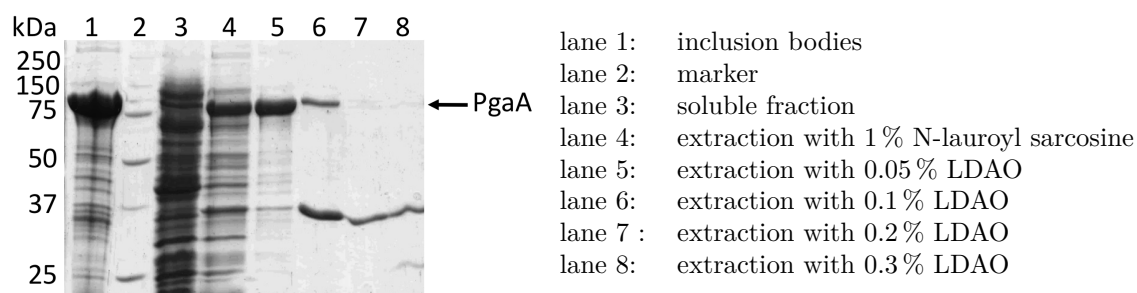 kDa 1 2 3 4 5 6 7 8
250
150
75
50
37
25
PgaA
lane 1: inclusion bodies
lane 2: marker
lane 3: soluble fraction
lane 4: extraction with 1 % N-lauroyl sarcosine
lane 5: extraction with 0.05 % LDAO
lane 6: extraction with 0.1 % LDAO
lane 7 : extraction with 0.2 % LDAO
lane 8: extraction with 0.3 % LDAO